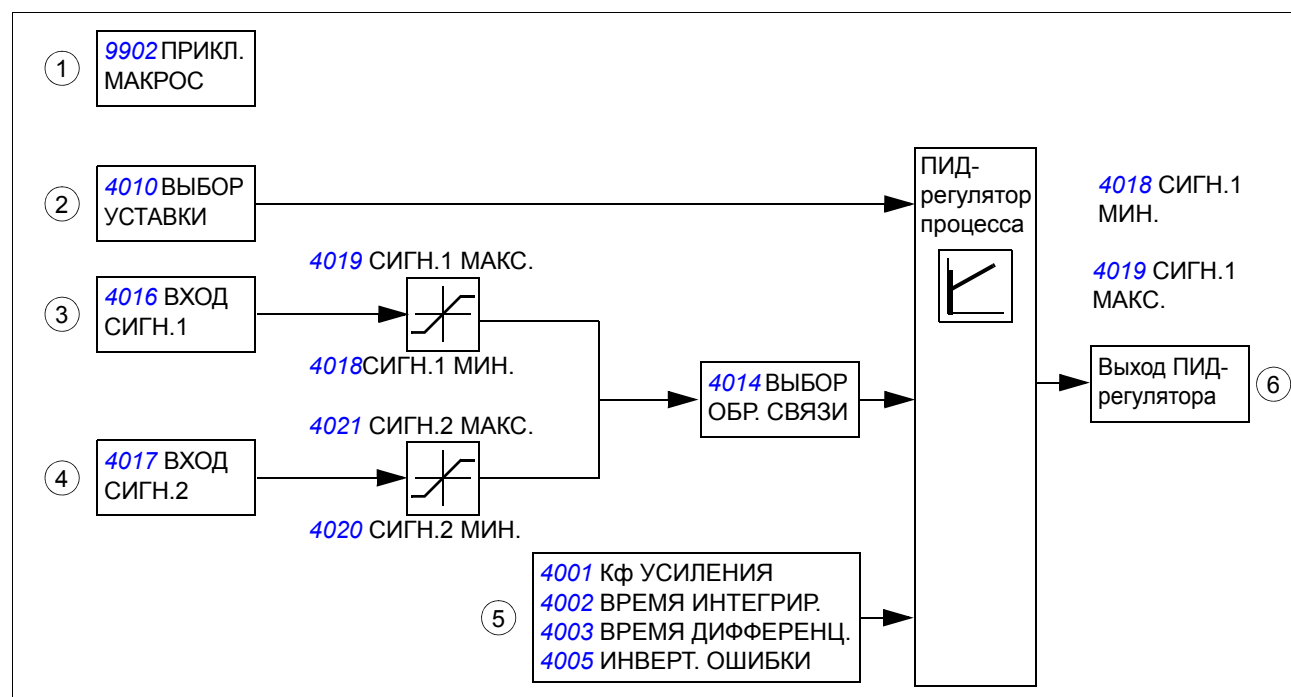 1
9902 ПРИКЛ.
МАКРОС
2
4010 ВЫБОР
УСТАВКИ
ПИД-
регулятор
процесса
4018 СИГН.1
МИН.
4019 СИГН.1
МАКС.
4019 СИГН.1 МАКС.
3
4016 ВХОД
СИГН.1
4018СИГН.1 МИН.
4014 ВЫБОР
ОБР. СВЯЗИ
Выход ПИД-
регулятора
6
4021 СИГН.2 МАКС.
4
4017 ВХОД
СИГН.2
4020 СИГН.2 МИН.
5
4001 Кф УСИЛЕНИЯ
4002 ВРЕМЯ ИНТЕГРИР.
4003 ВРЕМЯ ДИФФЕРЕНЦ.
4005 ИНВЕРТ. ОШИБКИ